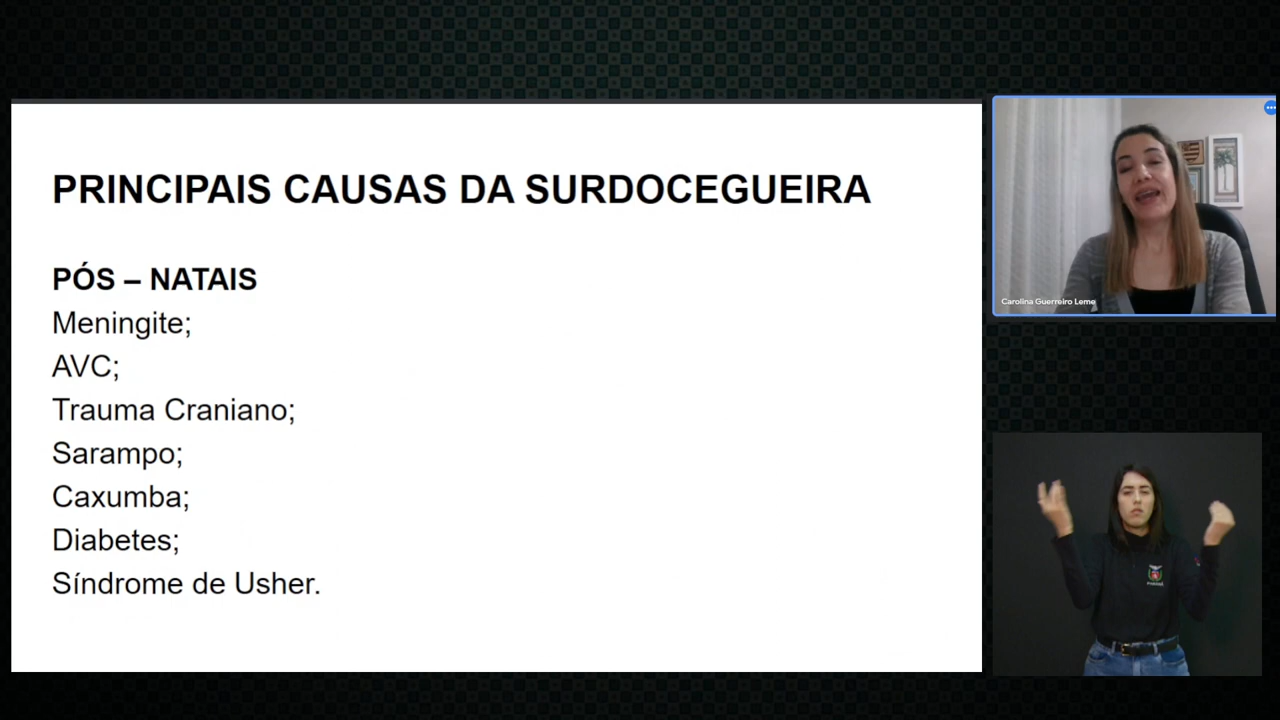 PRINCIPAIS CAUSAS DA SURDOCEGUEIRA
PÓS – NATAIS
Meningite;
AVC;
Trauma Craniano;
Sarampo;
Caxumba;
Diabetes;
Síndrome de Usher.
Carolina Guerreiro Leme